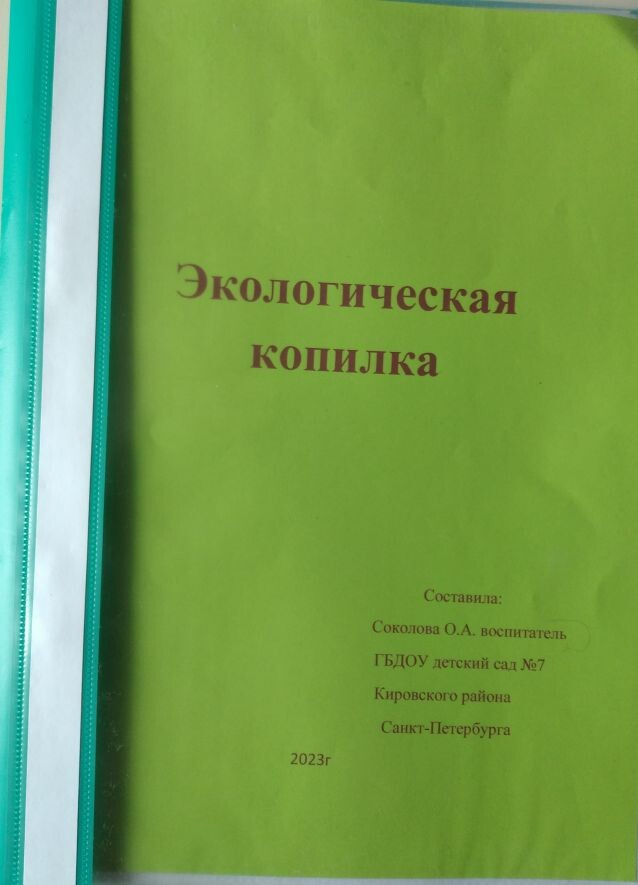 Экологическая
копилка
Составила:
Соколова О.А. воспитатель
ГБДОУ детский сад №7
Кировского района
Санкт-Петербурга
2023г